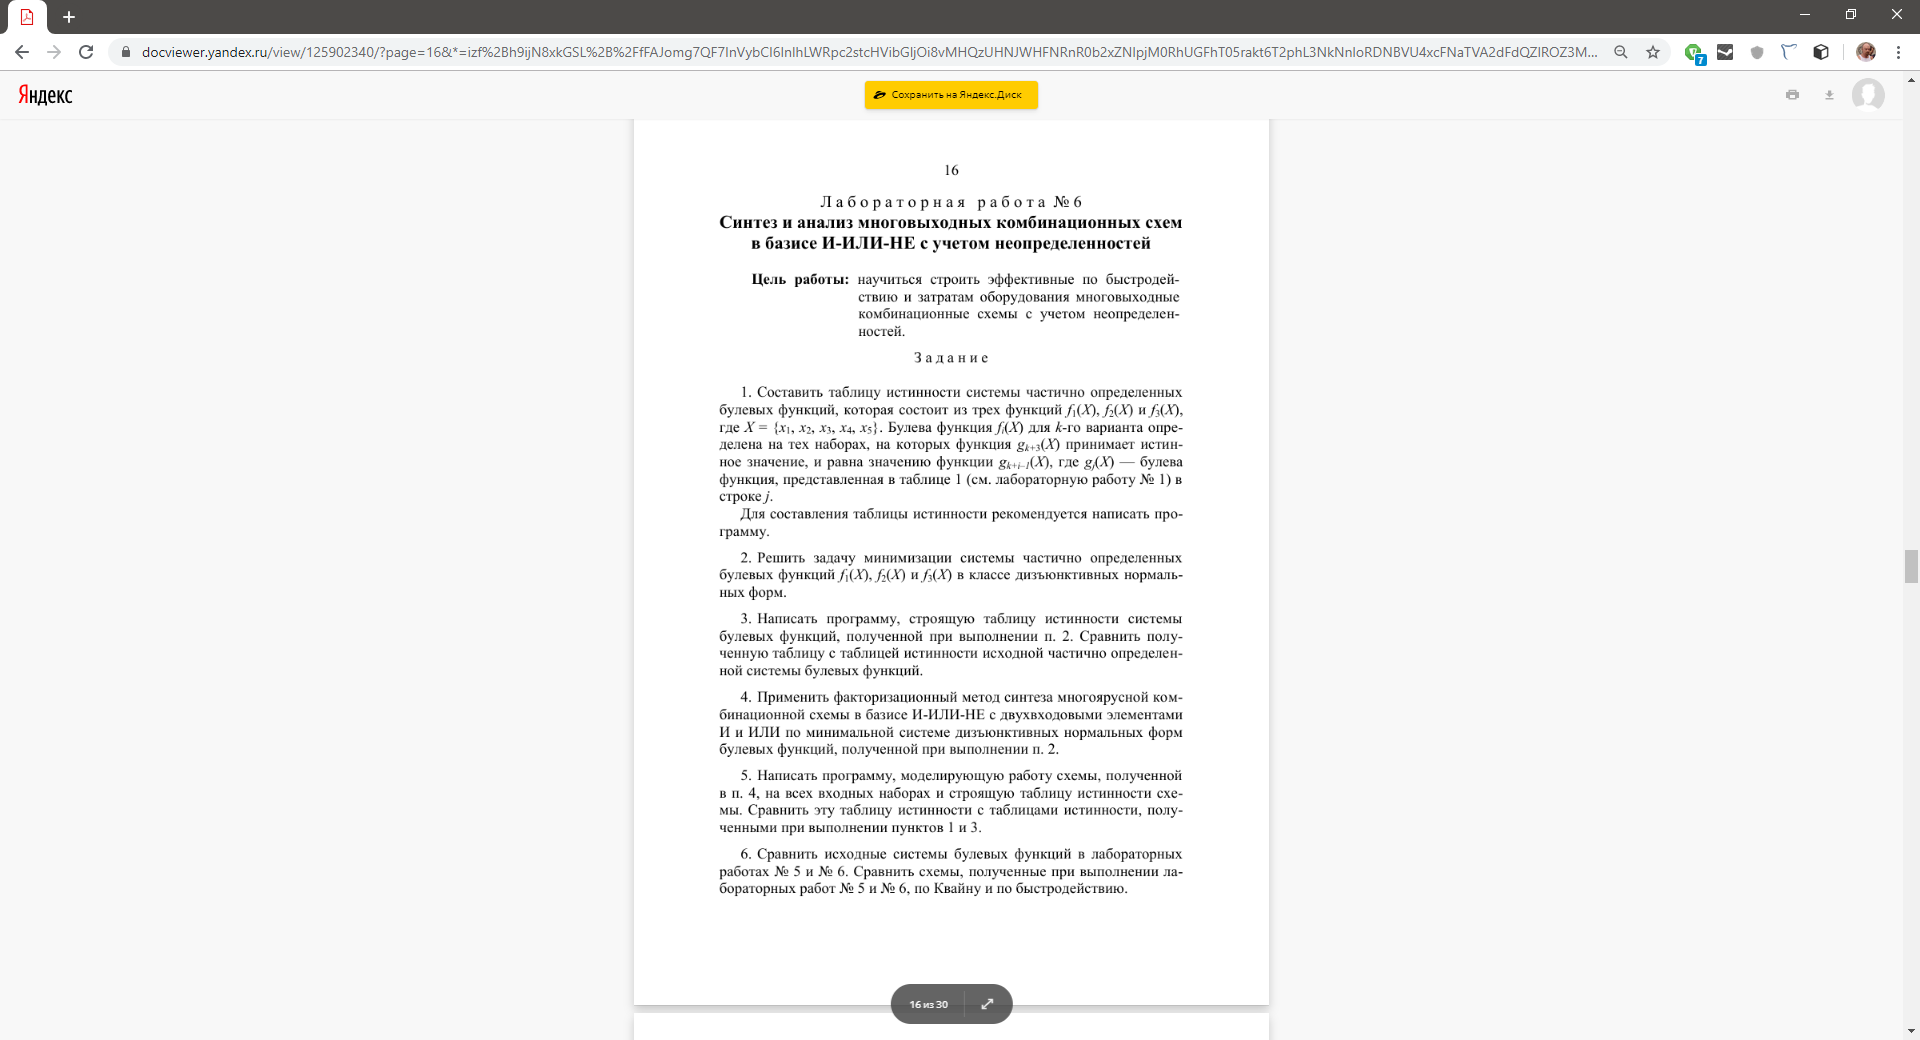 docviewer.yandex.ru/view/125902340/?page=16&*=izf%2Bh9ijN8xkGSL%2B%2FfFAJomg7QF7InVybCI6InlhLWRpc2stcHVibGljOi8vMHQzUHNJWHFNRnR0b2xZNlpjM0RhUGFhT05rakt6T2phL3NkNnloRDNBVU4xcFNaTVA2dFdQZlROZ3M...
7
Яндекс
Сохранить на Яндекс.Диск
16
Лабораторная работа № 6
Синтез и анализ многовыходных комбинационных схем
в базисе И-ИЛИ-НЕ с учетом неопределенностей
Цель работы: научиться строить эффективные по быстродей-
ствию и затратам оборудования многовыходные
комбинационные схемы с учетом неопределен-
ностей.
Задание
1. Составить таблицу истинности системы частично определенных
булевых функций, которая состоит из трех функций f1(X), f2(X) и f3(X),
где X = {x1, x2, x3, x4, x5}. Булева функция fi(X) для k-го варианта опре-
делена на тех наборах, на которых функция gk+3(X) принимает истин-
ное значение, и равна значению функции gk+i–1(X), где gj(X) — булева
функция, представленная в таблице 1 (см. лабораторную работу № 1) в
строке j.
Для составления таблицы истинности рекомендуется написать про-
грамму.
2. Решить задачу минимизации системы частично определенных
булевых функций f1(X), f2(X) и f3(X) в классе дизъюнктивных нормаль-
ных форм.
3. Написать программу, строящую таблицу истинности системы
булевых функций, полученной при выполнении п. 2. Сравнить полу-
ченную таблицу с таблицей истинности исходной частично определен-
ной системы булевых функций.
4. Применить факторизационный метод синтеза многоярусной ком-
бинационной схемы в базисе И-ИЛИ-НЕ с двухвходовыми элементами
И и ИЛИ по минимальной системе дизъюнктивных нормальных форм
булевых функций, полученной при выполнении п. 2.
5. Написать программу, моделирующую работу схемы, полученной
в п. 4, на всех входных наборах и строящую таблицу истинности схе-
мы. Сравнить эту таблицу истинности с таблицами истинности, полу-
ченными при выполнении пунктов 1 и 3.
6. Сравнить исходные системы булевых функций в лабораторных
работах № 5 и № 6. Сравнить схемы, полученные при выполнении ла-
бораторных работ № 5 и № 6, по Квайну и по быстродействию.
16 из 30